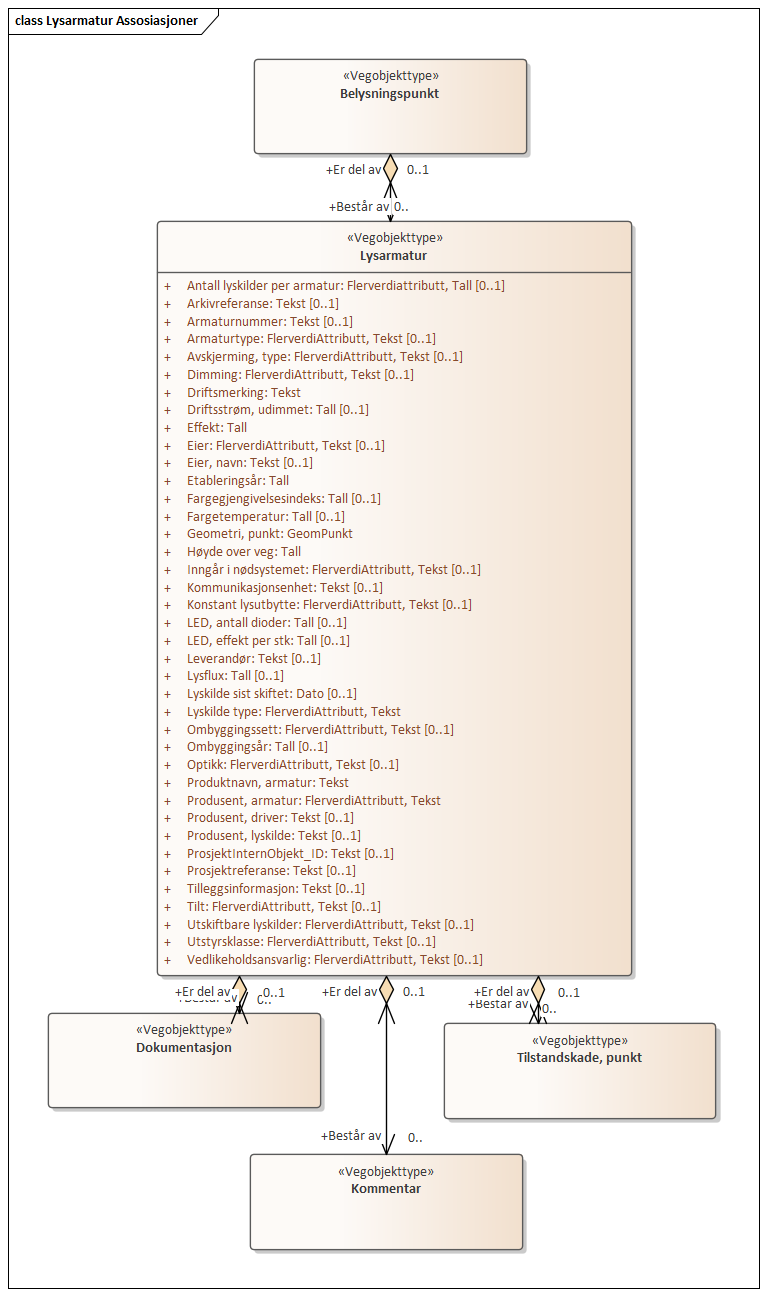 class Lysarmatur Assosiasjoner
«Vegobjekttype»
Belysningspunkt
+Er del av 0..1
+Består av 0..
«Vegobjekttype»
Lysarmatur
+ Antall lyskilder per armatur: Flerverdiattributt, Tall [0..1]
+ Arkivreferanse: Tekst [0..1]
+ Armaturnummer: Tekst [0..1]
+ Armaturtype: FlerverdiAttributt, Tekst [0..1]
+ Avskjerming, type: FlerverdiAttributt, Tekst [0..1]
+ Dimming: FlerverdiAttributt, Tekst [0..1]
+ Driftsmerking: Tekst
+ Driftsstrøm, udimmet: Tall [0..1]
+ Effekt: Tall
+ Eier: FlerverdiAttributt, Tekst [0..1]
+ Eier, navn: Tekst [0..1]
+ Etableringsår: Tall
+ Fargegjengivelsesindeks: Tall [0..1]
+ Fargetemperatur: Tall [0..1]
+ Geometri, punkt: GeomPunkt
+ Høyde over veg: Tall
+ Inngår i nødsystemet: FlerverdiAttributt, Tekst [0..1]
+ Kommunikasjonsenhet: Tekst [0..1]
+ Konstant lysutbytte: FlerverdiAttributt, Tekst [0..1]
+ LED, antall dioder: Tall [0..1]
+ LED, effekt per stk: Tall [0..1]
+ Leverandør: Tekst [0..1]
+ Lysflux: Tall [0..1]
+ Lyskilde sist skiftet: Dato [0..1]
+ Lyskilde type: FlerverdiAttributt, Tekst
+ Ombyggingssett: FlerverdiAttributt, Tekst [0..1]
+ Ombyggingsår: Tall [0..1]
+ Optikk: FlerverdiAttributt, Tekst [0..1]
+ Produktnavn, armatur: Tekst
+ Produsent, armatur: FlerverdiAttributt, Tekst
+ Produsent, driver: Tekst [0..1]
+ Produsent, lyskilde: Tekst [0..1]
+ ProsjektInternObjekt_ID: Tekst [0..1]
+ Prosjektreferanse: Tekst [0..1]
+ Tilleggsinformasjon: Tekst [0..1]
+ Tilt: FlerverdiAttributt, Tekst [0..1]
+ Utskiftbare lyskilder: FlerverdiAttributt, Tekst [0..1]
+ Utstyrsklasse: FlerverdiAttributt, Tekst [0..1]
+ Vedlikeholdsansvarlig: FlerverdiAttributt, Tekst [0..1]
+Er del av 0..1
+Består av 0..
+Er del av 0..1
+Er del av 0..1
+Består av 0..
«Vegobjekttype»
Dokumentasjon
«Vegobjekttype»
Tilstandskade, punkt
+Består av 0..
«Vegobjekttype»
Kommentar